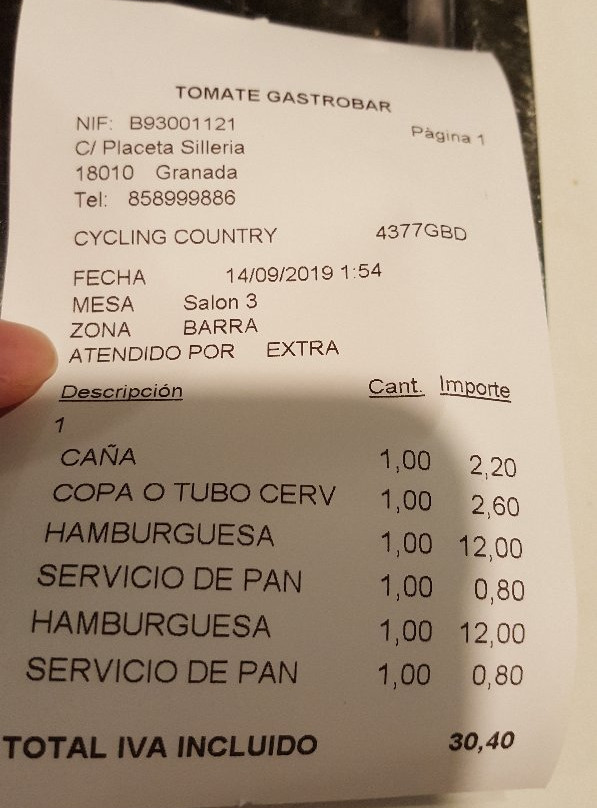 TOMATE GASTROBAR
NIF: B93001121 Página 1
C/ Placeta Silleria
18010 Granada
Tel: 858999886
CYCLING COUNTRY 4377GBD
FECHA 14/09/2019 1:54
MESA Salon 3
ZONA BARRA
ATENDIDO POR EXTRA
Descripción Cant. Importe
1
CAÑA 1,00 2,20
COPA O TUBO CERV 1,00 2,60
HAMBURGUESA 1,00 12,00
SERVICIO DE PAN 1,00 0,80
HAMBURGUESA 1,00 12,00
SERVICIO DE PAN 1,00 0,80
TOTAL IVA INCLUIDO 30,40